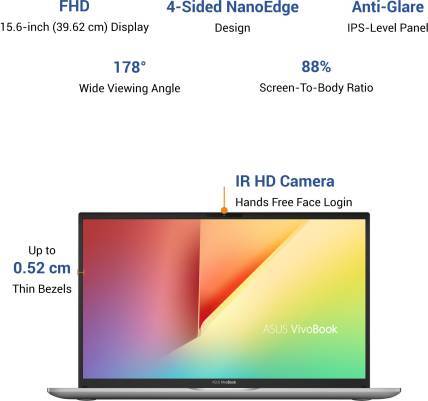 FHD
15.6-inch (39.62 cm) Display
4-Sided NanoEdge
Design
Anti-Glare
IPS-Level Panel
178°
Wide Viewing Angle
88%
Screen-To-Body Ratio
IR HD Camera
Hands Free Face Login
Up to
0.52 cm
Thin Bezels
ASUS VivoBook
ASUS VivoBook